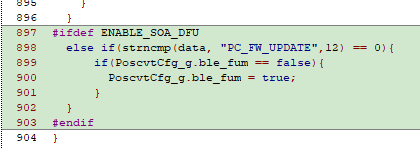 895 }
896 }
897 #ifdef ENABLE_SOA_DFU
898 else if(strncmp(data, "PC_FW_UPDATE",12) == 0){
899 if(PoscvtCfg_g.ble_fum == false){
900 PoscvtCfg_g.ble_fum = true;
901 }
902 }
903 #endif
904 }